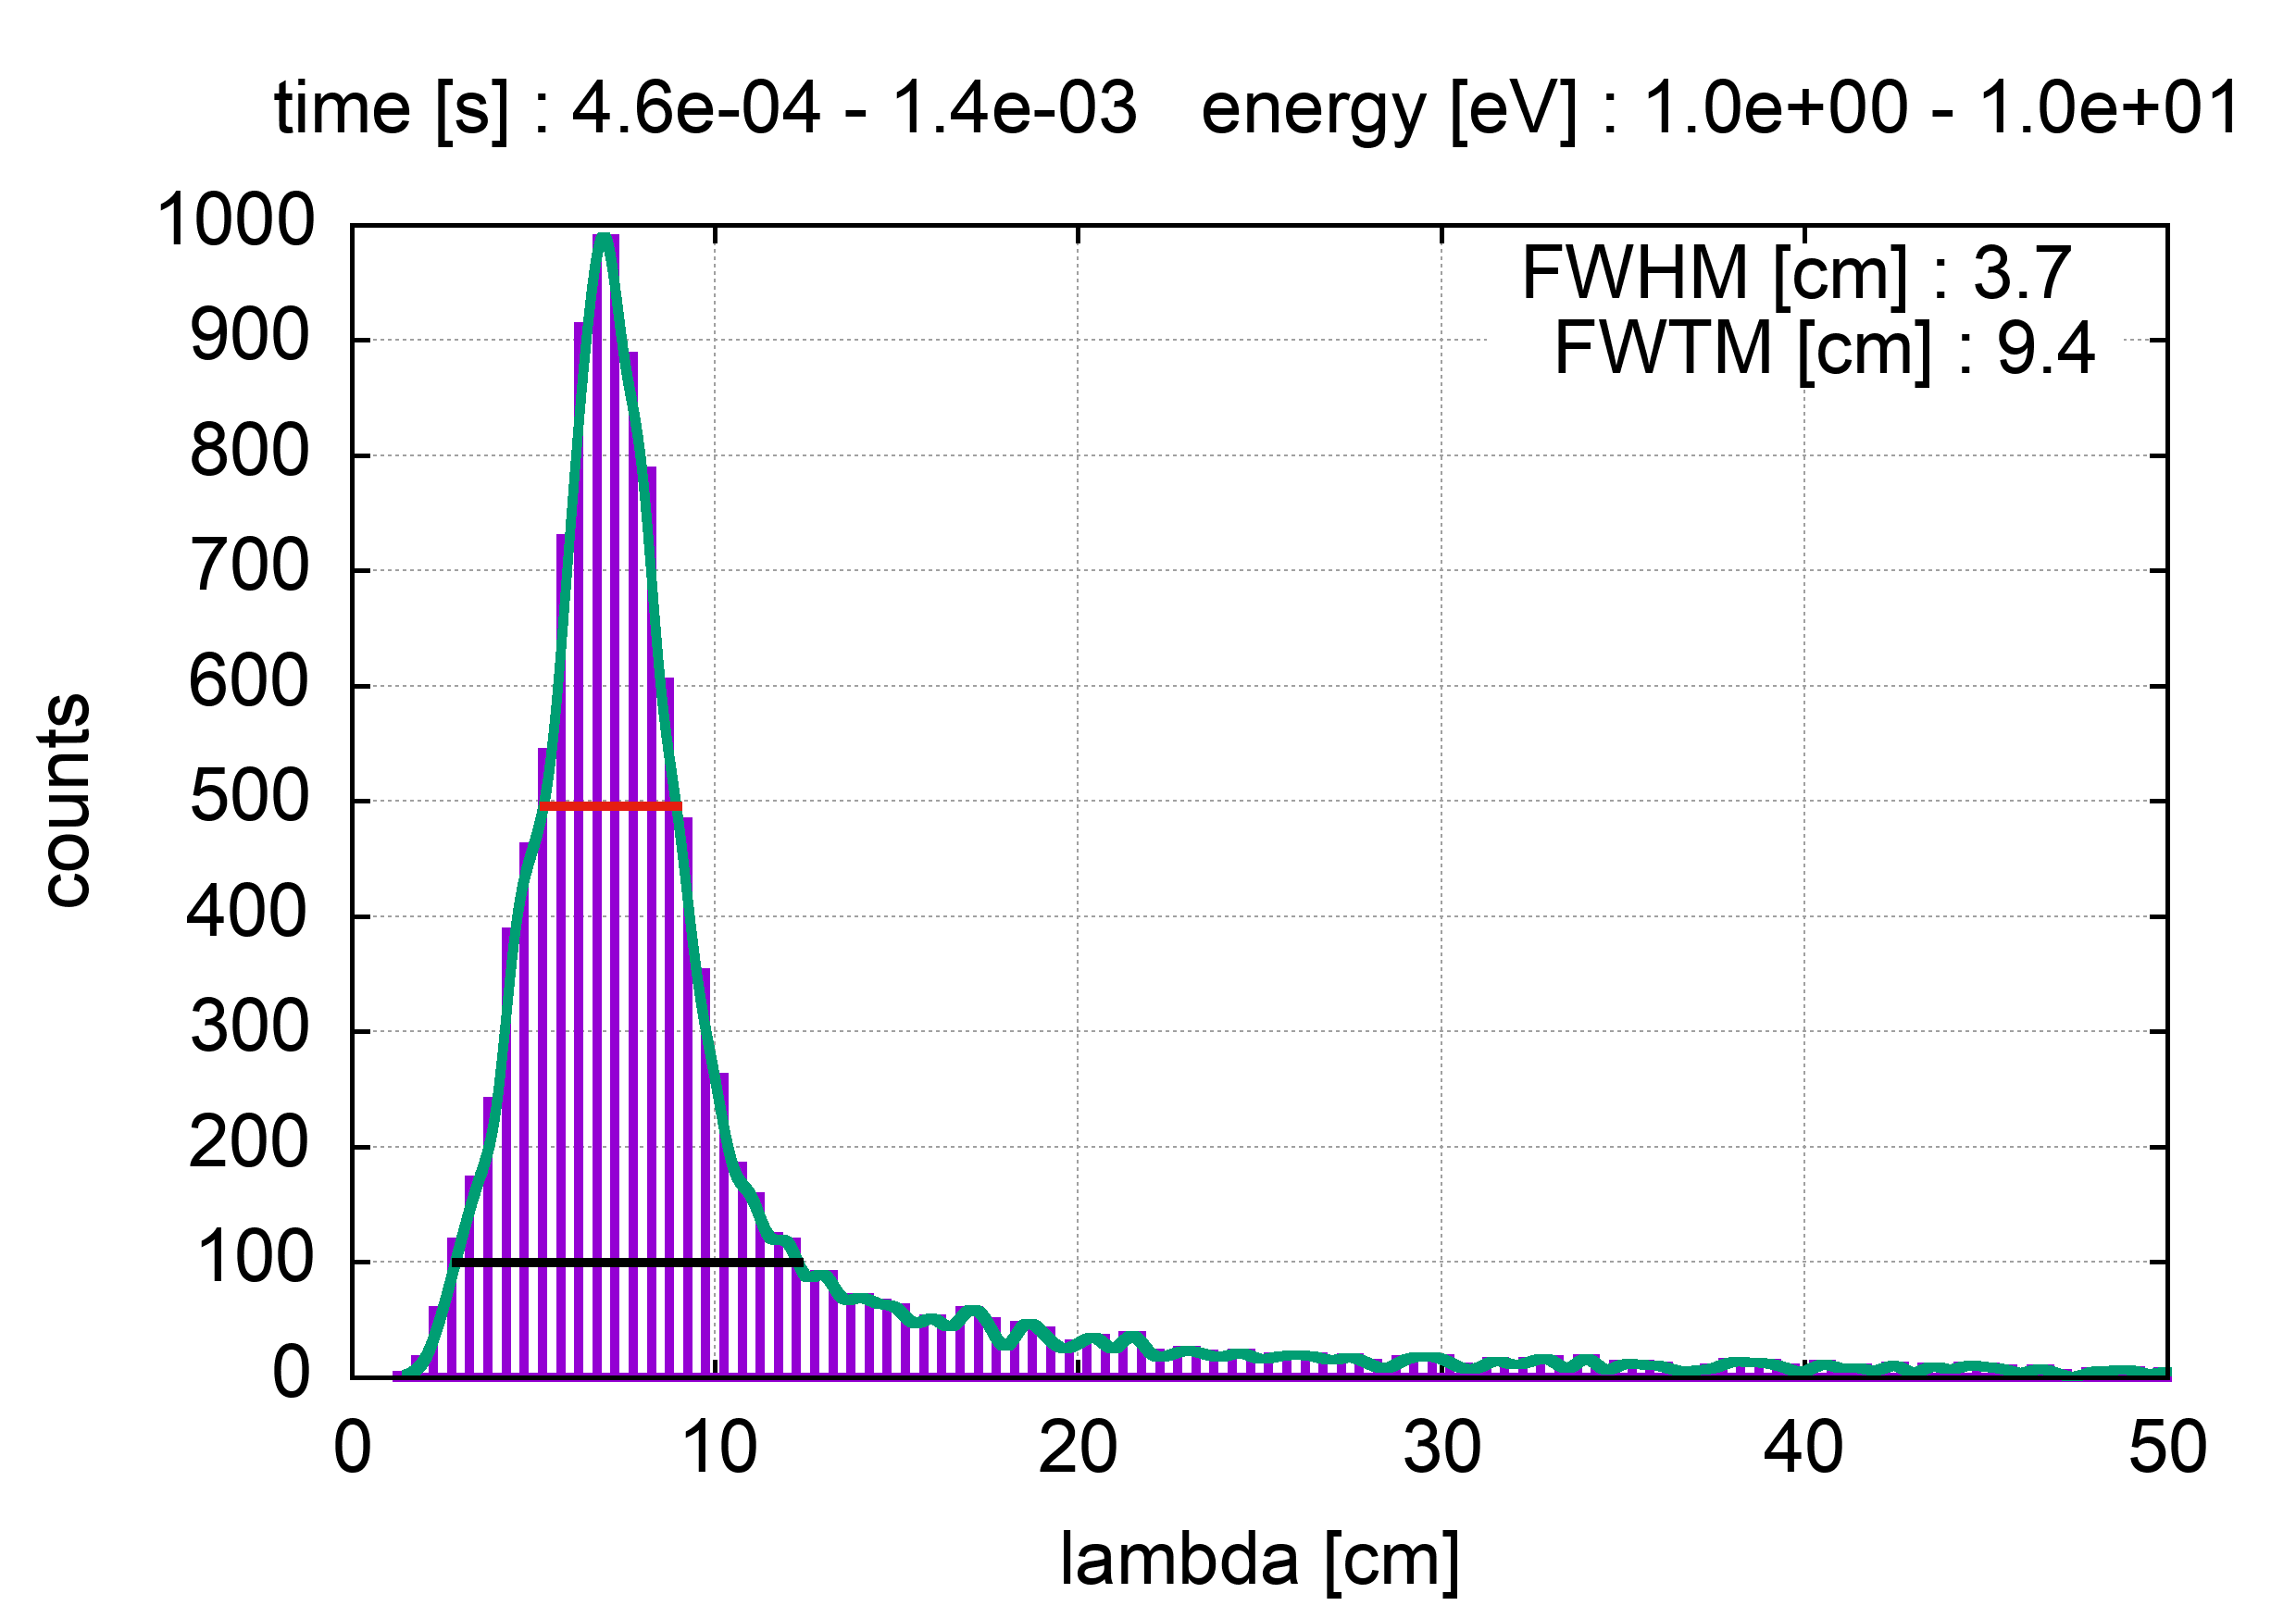 time [s] : 4.6e-04 - 1.4e-03   energy [eV] : 1.0e+00 - 1.0e+01
FWHM [cm] : 3.7
FWTM [cm] : 9.4
1000
900
800
700
600
500
400
300
200
100
0
counts
0 10 20 30 40 50
lambda [cm]